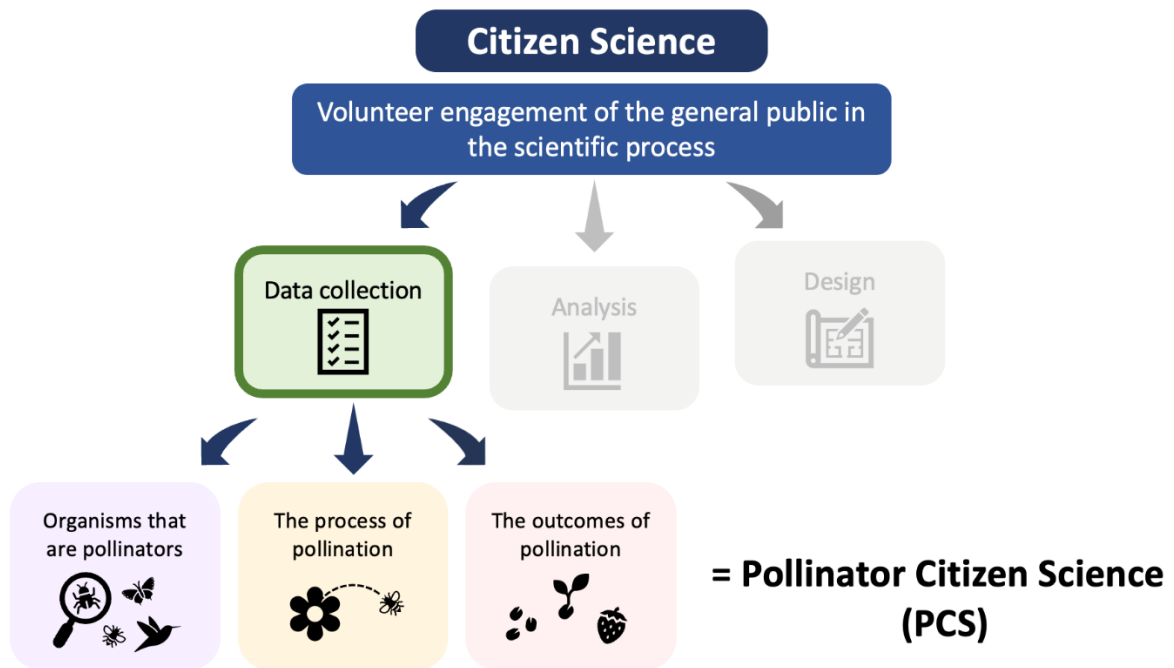 Citizen Science
Volunteer engagement of the general public in
the scientific process
Data collection
Analysis
Design
Organisms that
are pollinators
The process of
pollination
The outcomes of
pollination
= Pollinator Citizen Science
(PCS)